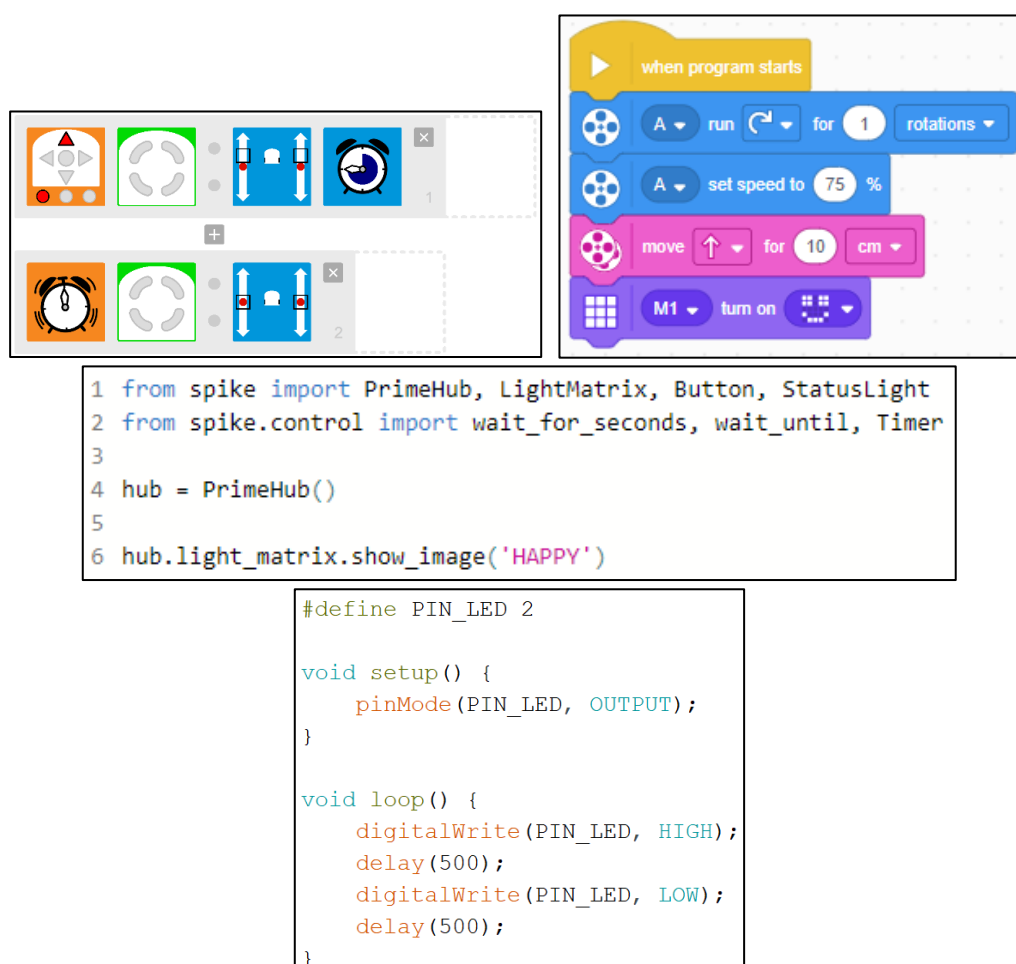 1
2
when program starts
A run for 1 rotations
A set speed to 75 %
move for 10 cm
M1 turn on
1 from spike import PrimeHub, LightMatrix, Button, StatusLight
2 from spike.control import wait_for_seconds, wait_until, Timer
3
4 hub = PrimeHub()
5
6 hub.light_matrix.show_image('HAPPY')
#define PIN_LED 2
void setup() {
pinMode(PIN_LED, OUTPUT);
}
void loop() {
digitalWrite(PIN_LED, HIGH);
delay(500);
digitalWrite(PIN_LED, LOW);
delay(500);
}